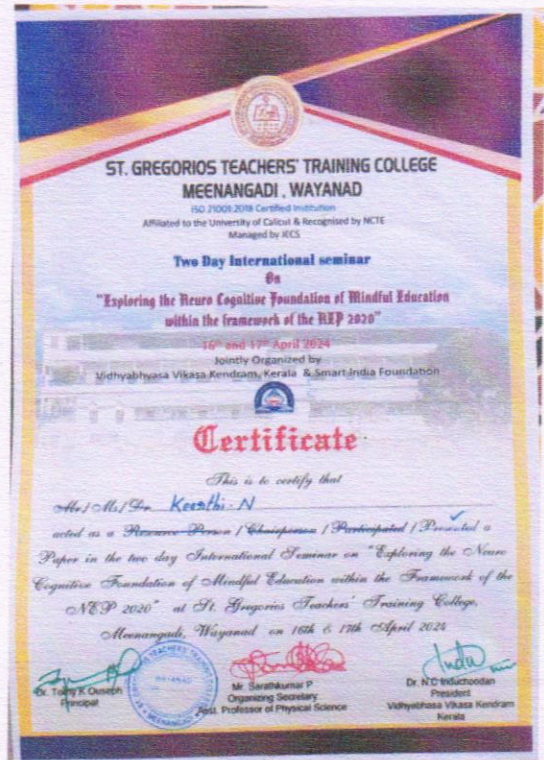 ST. GREGORIOS TEACHERS' TRAINING COLLEGE
MEENANGADI , WAYANAD
ISO 21001:2018 Certified Institution
Affiliated to the University of Calicut & Recognised by NCTE
Managed by JECS
Two Day International seminar
On
"Exploring the Neuro Cognitive Foundation of Mindful Education
within the framework of the NEP 2020"
16th and 17th April 2024
Jointly Organized by
Vidhyabhyasa Vikasa Kendram, Kerala & Smart India Foundation
Certificate
This is to certify that
Mr/Ms/Dr. Keerthi. N
acted as a Resource Person / Chairperson / Participated / Presented a
Paper in the two day International Seminar on "Exploring the Neuro
Cognitive Foundation of Mindful Education within the Framework of the
NEP 2020" at St. Gregorios Teachers' Training College,
Meenangadi, Wayanad on 16th & 17th April 2024
Dr. Tomy K Ouseph
Principal
WAYANAD
Mr. Sarathkumar P
Organizing Secretary
Asst. Professor of Physical Science
Dr. N.C Induchoodan
President
Vidhyabhasa Vikasa Kendram
Kerala